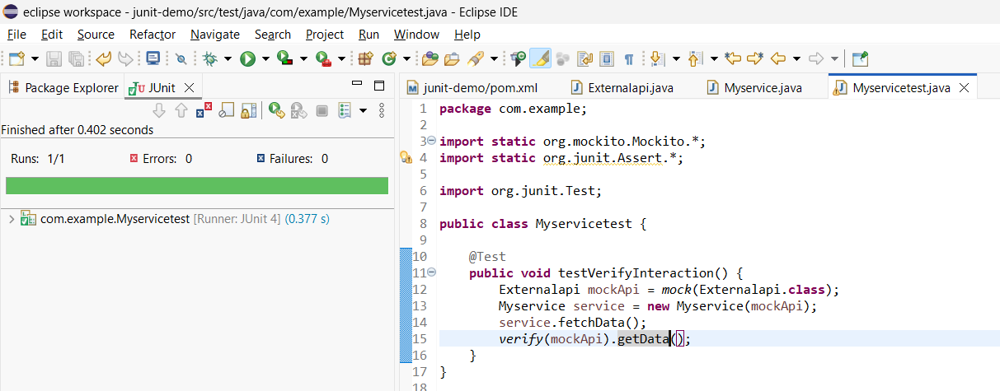 eclipse workspace - junit-demo/src/test/java/com/example/Myservicetest.java - Eclipse IDE
File Edit Source Refactor Navigate Search Project Run Window Help
Package Explorer JUnit
Finished after 0.402 seconds
Runs: 1/1 Errors: 0 Failures: 0
com.example.Myservicetest [Runner: JUnit 4] (0.377 s)
junit-demo/pom.xml Externalapi.java Myservice.java Myservicetest.java
1 package com.example;
2
3 import static org.mockito.Mockito.*;
4 import static org.junit.Assert.*;
5
6 import org.junit.Test;
7
8 public class Myservicetest {
9
10 @Test
11 public void testVerifyInteraction() {
12 Externalapi mockApi = mock(Externalapi.class);
13 Myservice service = new Myservice(mockApi);
14 service.fetchData();
15 verify(mockApi).getData();
16 }
17 }
18